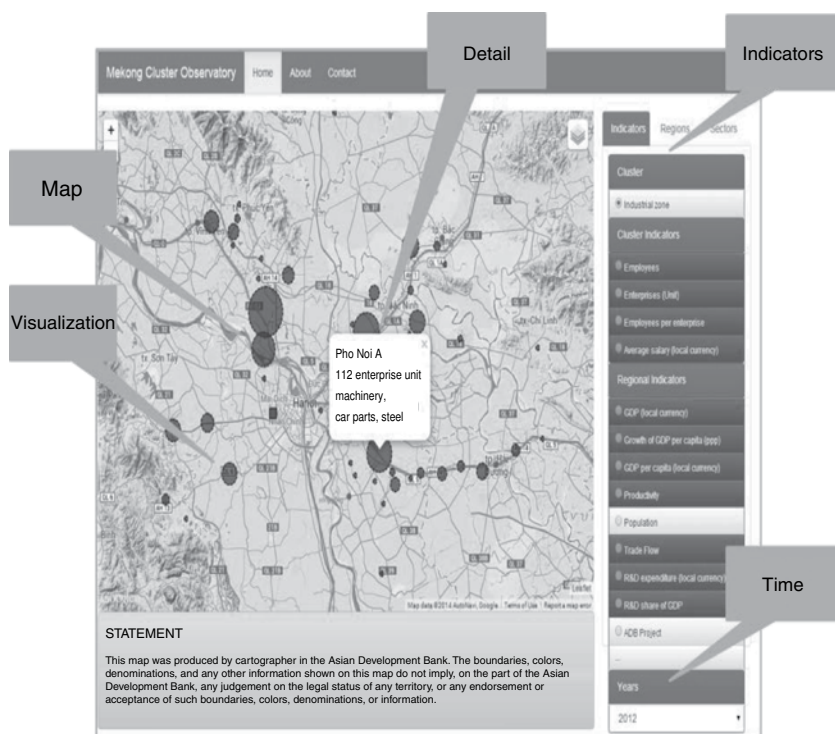 Detail
Indicators
Map
Visualization
Time
Mekong Cluster Observatory Home About Contact
+
Pho Noi A
112 enterprise unit
machinery,
car parts, steel
Hanoi
tx. Son Tay
tx. Chi Linh
Leaflet
Map data ©2014 AutoNavi, Google Terms of Use Report a map error
Indicators Regions Sectors
Cluster
Industrial zone
Cluster Indicators
Employees
Enterprises (Unit)
Employees per enterprise
Average salary (local currency)
Regional Indicators
GDP (local currency)
Growth of GDP per capita (ppp)
GDP per capita (local currency)
Productivity
Population
Trade Flow
R&D expenditure (local currency)
R&D share of GDP
ADB Project
...
Years
2012
STATEMENT
This map was produced by cartographer in the Asian Development Bank. The boundaries, colors,
denominations, and any other information shown on this map do not imply, on the part of the Asian
Development Bank, any judgement on the legal status of any territory, or any endorsement or
acceptance of such boundaries, colors, denominations, or information.